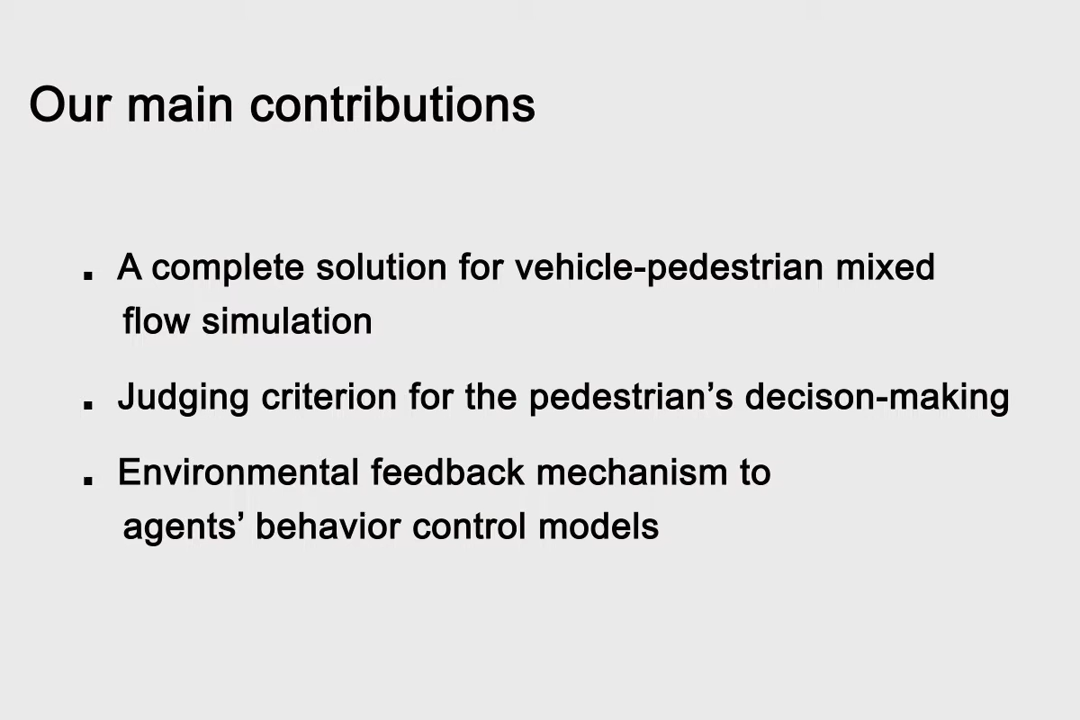 Our main contributions
. A complete solution for vehicle-pedestrian mixed
flow simulation
. Judging criterion for the pedestrian’s decison-making
. Environmental feedback mechanism to
agents’ behavior control models